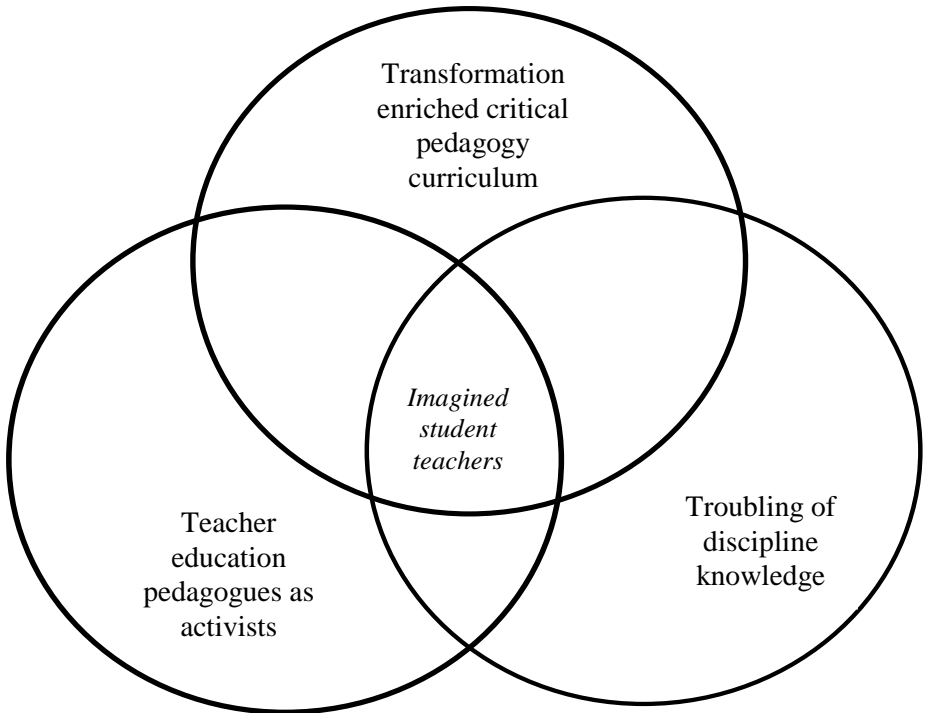 Transformation
enriched critical
pedagogy
curriculum
Imagined
student
teachers
Teacher
education
pedagogues as
activists
Troubling of
discipline
knowledge